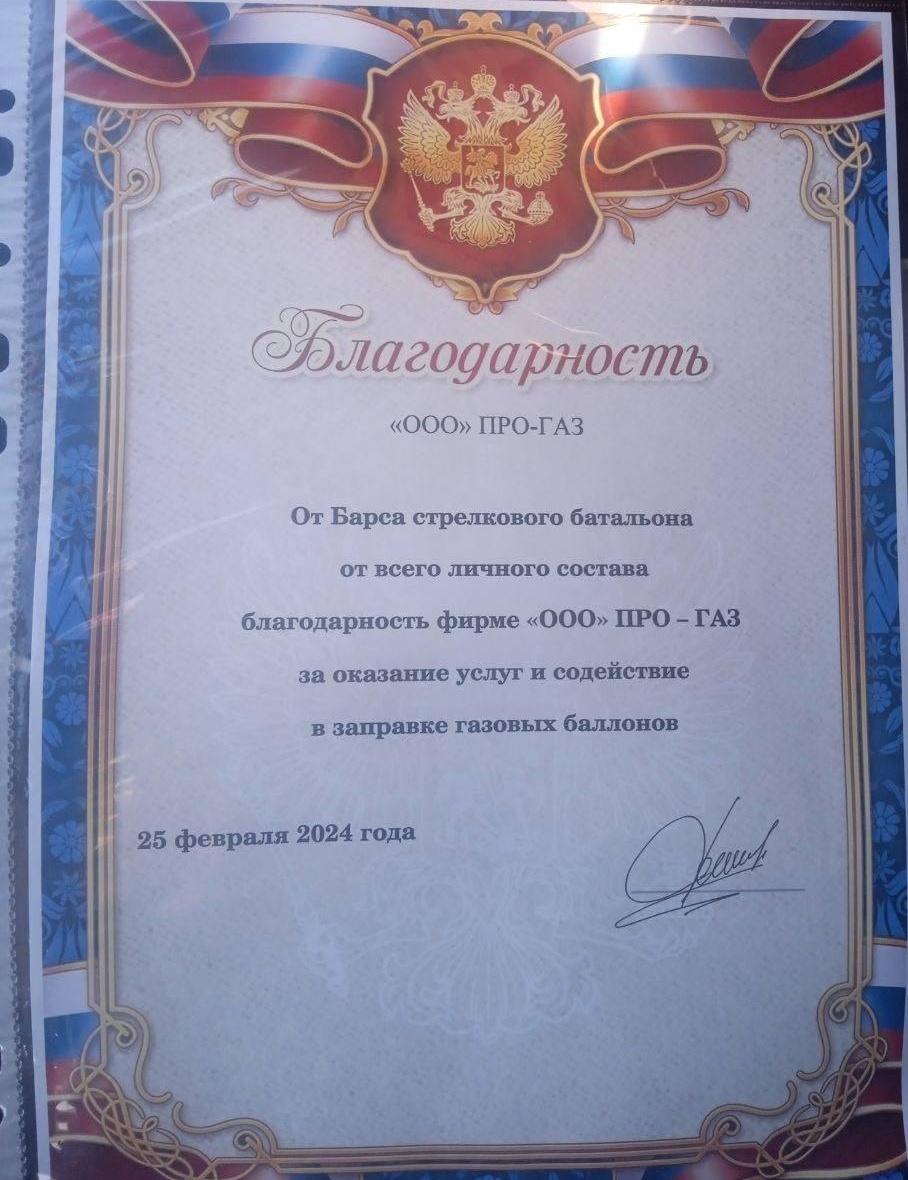 Благодарность
«ООО» ПРО-ГАЗ
От Барса стрелкового батальона
от всего личного состава
благодарность фирме «ООО» ПРО – ГАЗ
за оказание услуг и содействие
в заправке газовых баллонов
25 февраля 2024 года